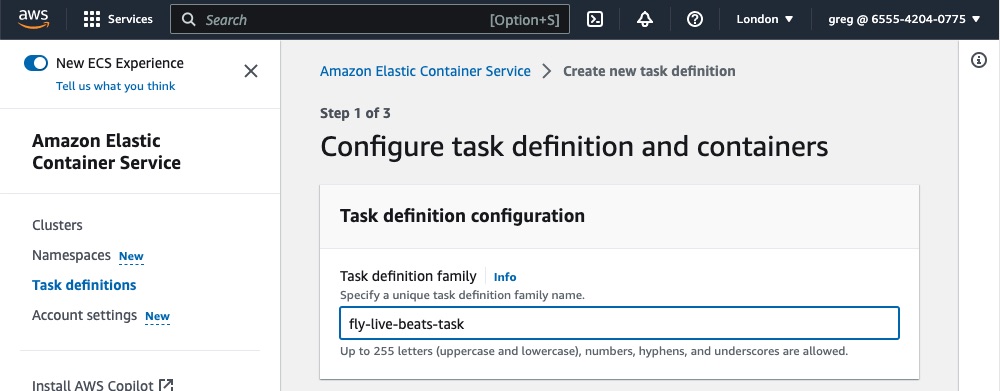 aws
Services
Search
[Option+S]
London
greg @ 6555-4204-0775
New ECS Experience
Tell us what you think
Amazon Elastic
Container Service
Clusters
Namespaces New
Task definitions
Account settings New
Install AWS Copilot
Amazon Elastic Container Service > Create new task definition
Step 1 of 3
Configure task definition and containers
Task definition configuration
Task definition family Info
Specify a unique task definition family name.
fly-live-beats-task
Up to 255 letters (uppercase and lowercase), numbers, hyphens, and underscores are allowed.